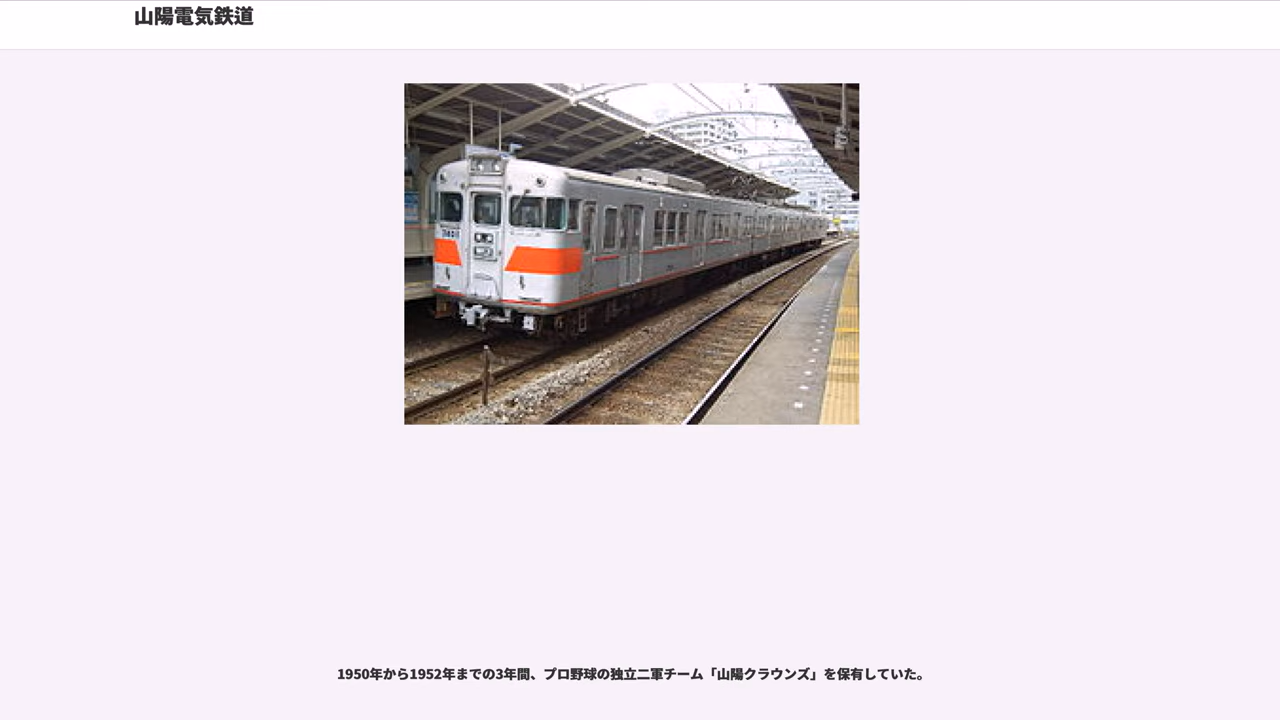 山陽電気鉄道
1950年から1952年までの3年間、プロ野球の独立二軍チーム「山陽クラウンズ」を保有していた。